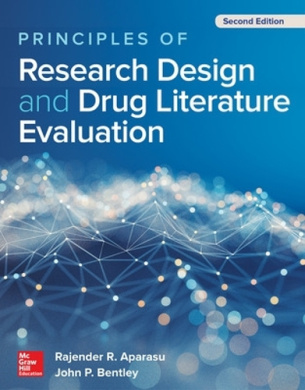 Second Edition
PRINCIPLES OF
Research Design
and Drug Literature
Evaluation
Mc
Graw
Hill
Education
Rajender R. Aparasu
John P. Bentley